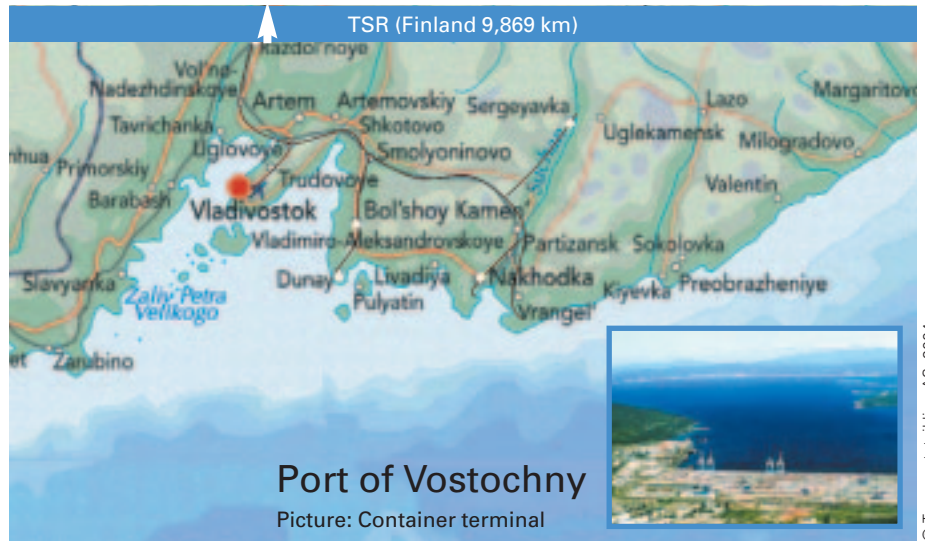 TSR (Finland 9,869 km)
Razdol'noye
Vol'no-
Nadezhdinskoye
Artem
Artemovskiy
Sergeyavka
Lazo
Margaritovo
Tavrichanka
Shkotovo
Uglekamensk
Milogradovo
Uglovoye
Smolyoninovo
Primorskiy
Suchan
Trudovoye
Valentin
Barabash
Vladivostok
Bol'shoy Kamen'
Vladimiro-Aleksandrovskoye
Partizansk
Sokolovka
Slavyanka
Dunay
Livadiya
Nakhodka
Kiyevka
Preobrazheniye
Zaliv Petra
Velikogo
Pulyatin
Vrangel'
Zarubino
Port of Vostochny
Picture: Container terminal